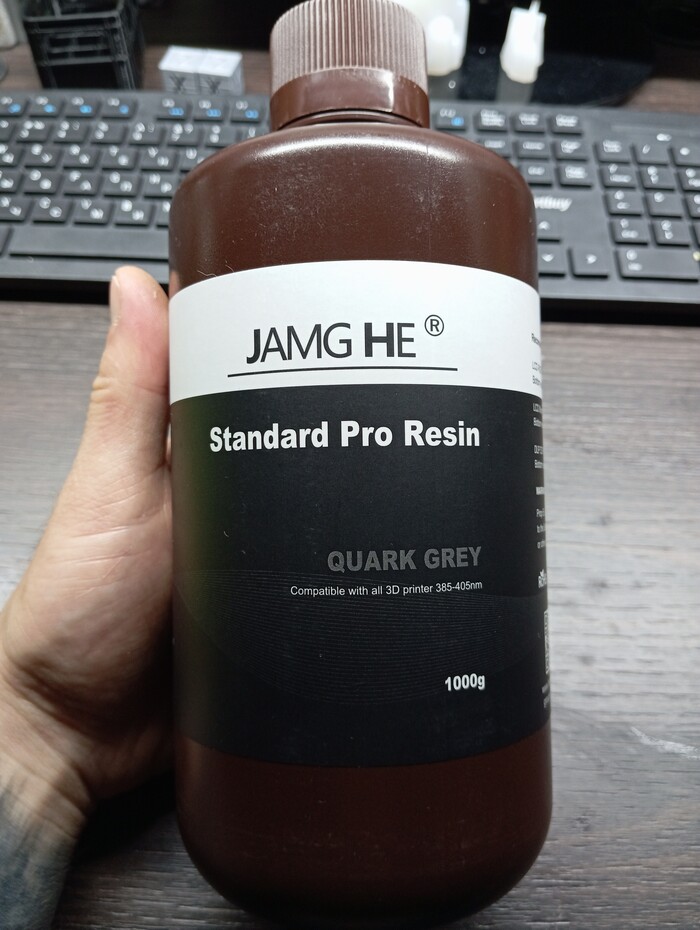 JAMG HE ®
Standard Pro Resin
QUARK GREY
Compatible with all 3D printer 385-405nm
1000g